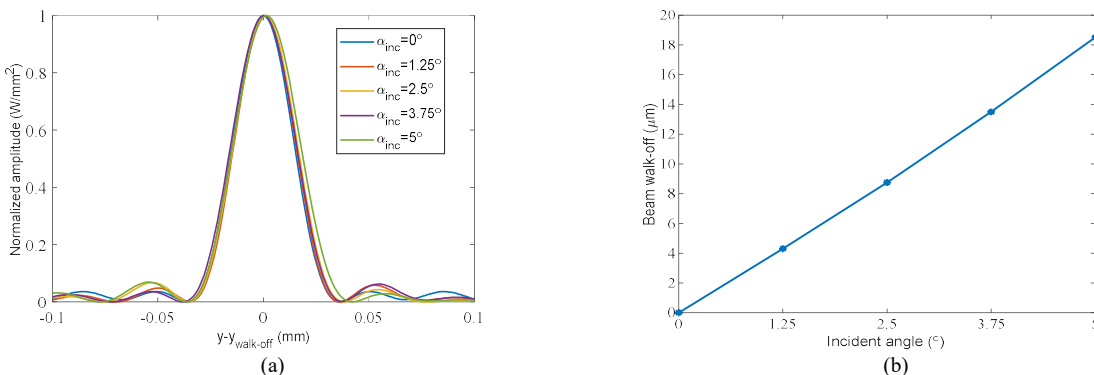 1
0.8
0.6
0.4
0.2
0
Normalized amplitude (W/mm²)
α_inc=0°
α_inc=1.25°
α_inc=2.5°
α_inc=3.75°
α_inc=5°
-0.1 -0.05 0 0.05 0.1
y-y_walk-off (mm)
(a)
20
18
16
14
12
10
8
6
4
2
0
Beam walk-off (μm)
0 1.25 2.5 3.75
Incident angle (°)
(b)